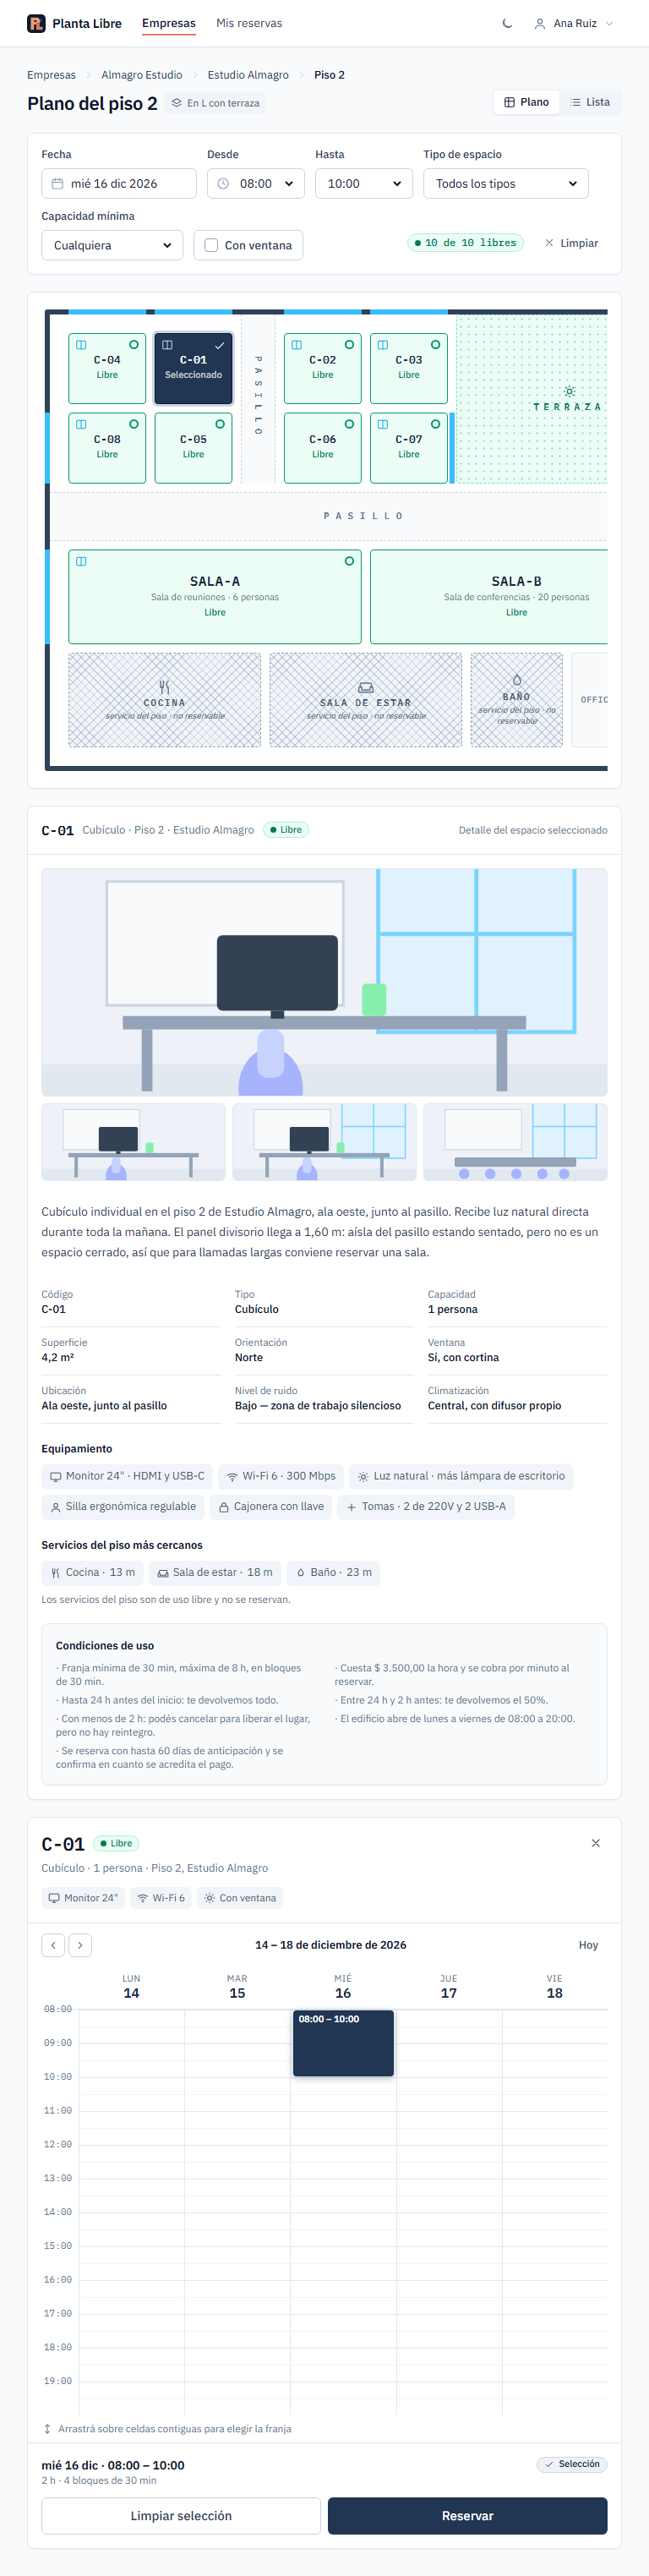 Planta Libre
Empresas
Mis reservas
Ana Ruiz
Empresas
Almagro Estudio
Estudio Almagro
Piso 2
Plano del piso 2
En L con terraza
Plano
Lista
Fecha
Desde
Hasta
Tipo de espacio
mié 16 dic 2026
08:00
10:00
Todos los tipos
Capacidad mínima
Cualquiera
Con ventana
10 de 10 libres
Limpiar
C-04
Libre
C-01
Seleccionado
PASILLO
C-02
Libre
C-03
Libre
TERRAZA
C-08
Libre
C-05
Libre
C-06
Libre
C-07
Libre
PASILLO
SALA-A
Sala de reuniones · 6 personas
Libre
SALA-B
Sala de conferencias · 20 personas
Libre
COCINA
servicio del piso · no reservable
SALA DE ESTAR
servicio del piso · no reservable
BAÑO
servicio del piso · no
reservable
OFFIC
C-01
Cubículo · Piso 2 · Estudio Almagro
Libre
Detalle del espacio seleccionado
Cubículo individual en el piso 2 de Estudio Almagro, ala oeste, junto al pasillo. Recibe luz natural directa
durante toda la mañana. El panel divisorio llega a 1,60 m: aísla del pasillo estando sentado, pero no es un
espacio cerrado, así que para llamadas largas conviene reservar una sala.
Código
C-01
Tipo
Cubículo
Capacidad
1 persona
Superficie
4,2 m²
Orientación
Norte
Ventana
Sí, con cortina
Ubicación
Ala oeste, junto al pasillo
Nivel de ruido
Bajo — zona de trabajo silencioso
Climatización
Central, con difusor propio
Equipamiento
Monitor 24" · HDMI y USB-C
Wi-Fi 6 · 300 Mbps
Luz natural · más lámpara de escritorio
Silla ergonómica regulable
Cajonera con llave
Tomas · 2 de 220V y 2 USB-A
Servicios del piso más cercanos
Cocina · 13 m
Sala de estar · 18 m
Baño · 23 m
Los servicios del piso son de uso libre y no se reservan.
Condiciones de uso
· Franja mínima de 30 min, máxima de 8 h, en bloques
de 30 min.
· Cuesta $ 3.500,00 la hora y se cobra por minuto al
reservar.
· Hasta 24 h antes del inicio: te devolvemos todo.
· Entre 24 h y 2 h antes: te devolvemos el 50%.
· Con menos de 2 h: podés cancelar para liberar el lugar,
pero no hay reintegro.
· El edificio abre de lunes a viernes de 08:00 a 20:00.
· Se reserva con hasta 60 días de anticipación y se
confirma en cuanto se acredita el pago.
C-01
Libre
Cubículo · 1 persona · Piso 2, Estudio Almagro
Monitor 24"
Wi-Fi 6
Con ventana
14 – 18 de diciembre de 2026
Hoy
LUN
14
MAR
15
MIÉ
16
JUE
17
VIE
18
08:00
08:00 – 10:00
09:00
10:00
11:00
12:00
13:00
14:00
15:00
16:00
17:00
18:00
19:00
Arrastrá sobre celdas contiguas para elegir la franja
mié 16 dic · 08:00 – 10:00
Selección
2 h · 4 bloques de 30 min
Limpiar selección
Reservar